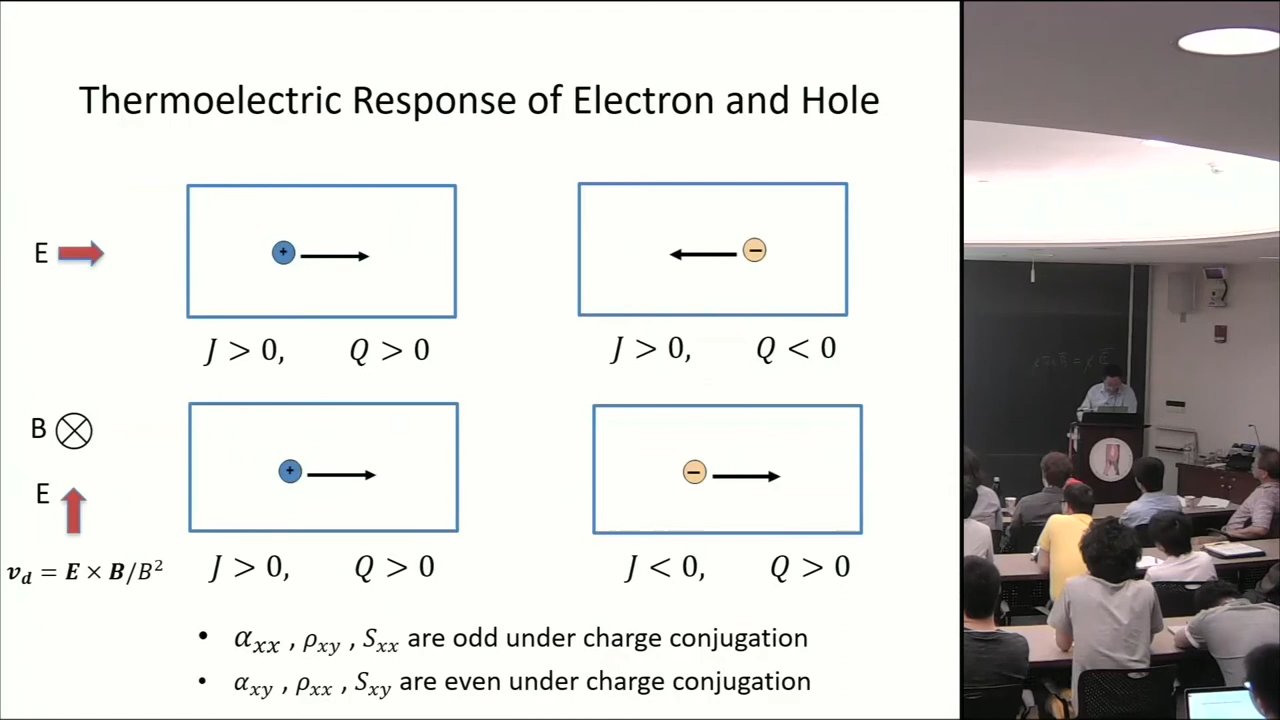 Thermoelectric Response of Electron and Hole
E
+
−
J > 0, Q > 0
J > 0, Q < 0
B
E
+
−
v_d = E × B/B²
J > 0, Q > 0
J < 0, Q > 0
• α_xx , ρ_xy , S_xx are odd under charge conjugation
• α_xy , ρ_xx , S_xy are even under charge conjugation